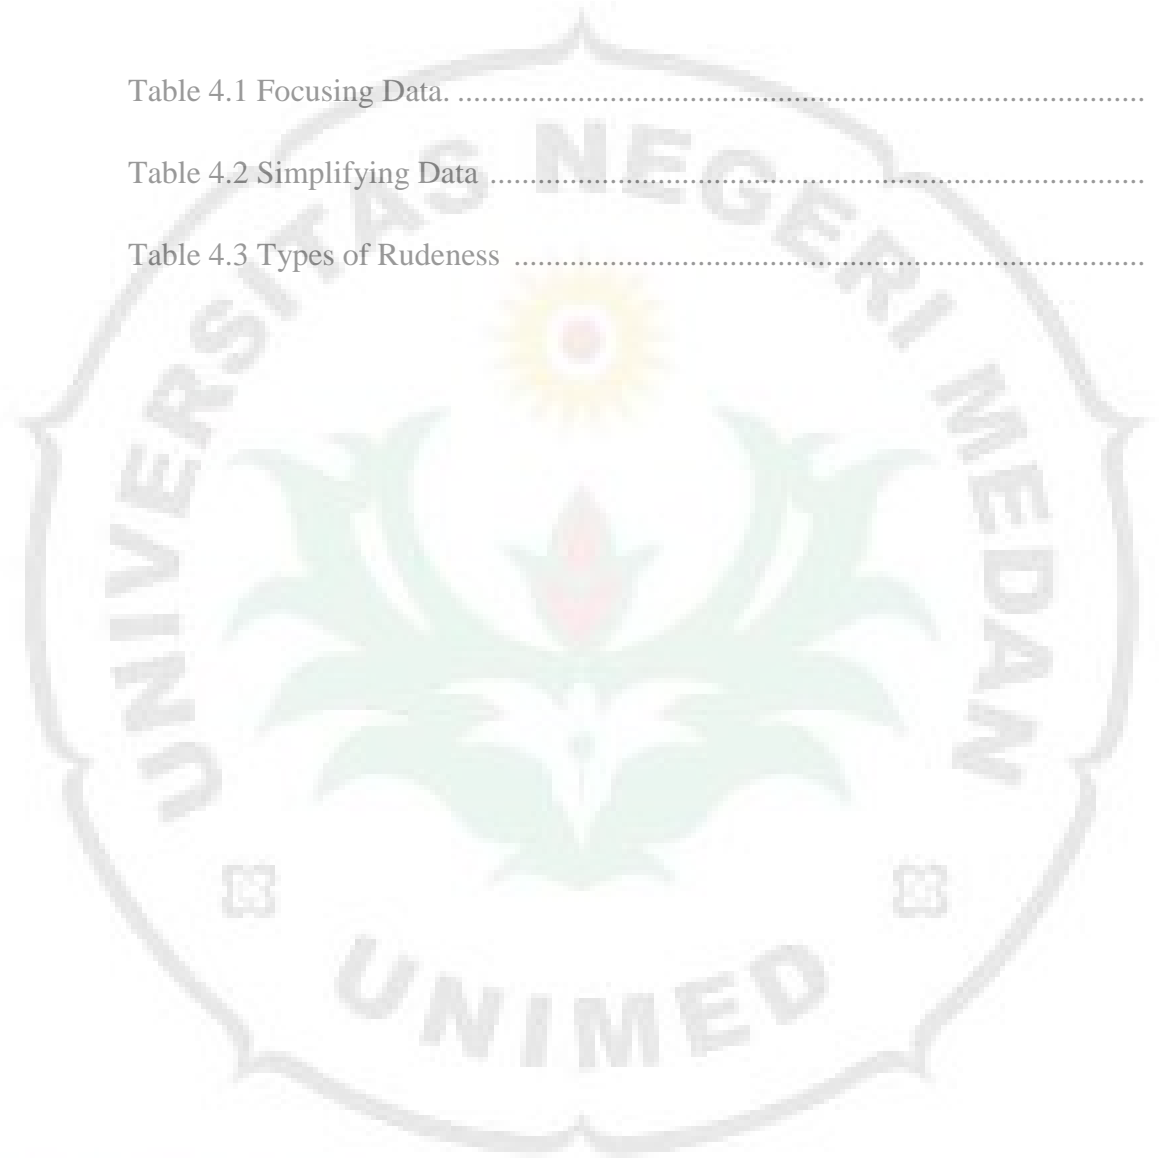 Table 4.1 Focusing Data. ....................................................................................
Table 4.2 Simplifying Data ................................................................................
Table 4.3 Types of Rudeness .............................................................................
UNIVERSITAS NEGERI MEDAN
UNIMED